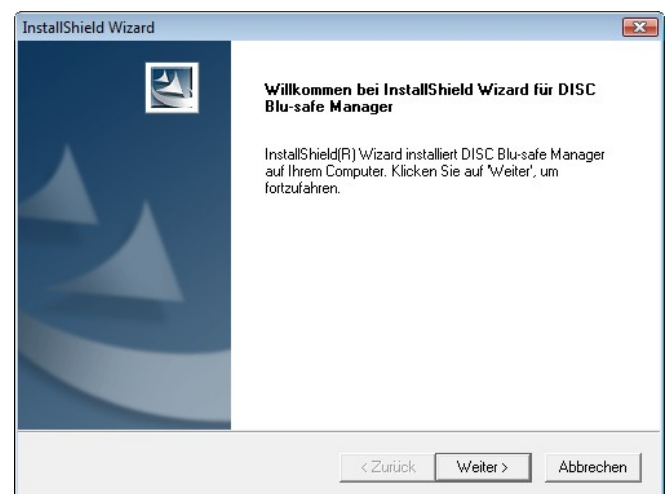 InstallShield Wizard
Willkommen bei InstallShield Wizard für DISC
Blu-safe Manager
InstallShield(R) Wizard installiert DISC Blu-safe Manager
auf Ihrem Computer. Klicken Sie auf 'Weiter', um
fortzufahren.
< Zurück Weiter > Abbrechen